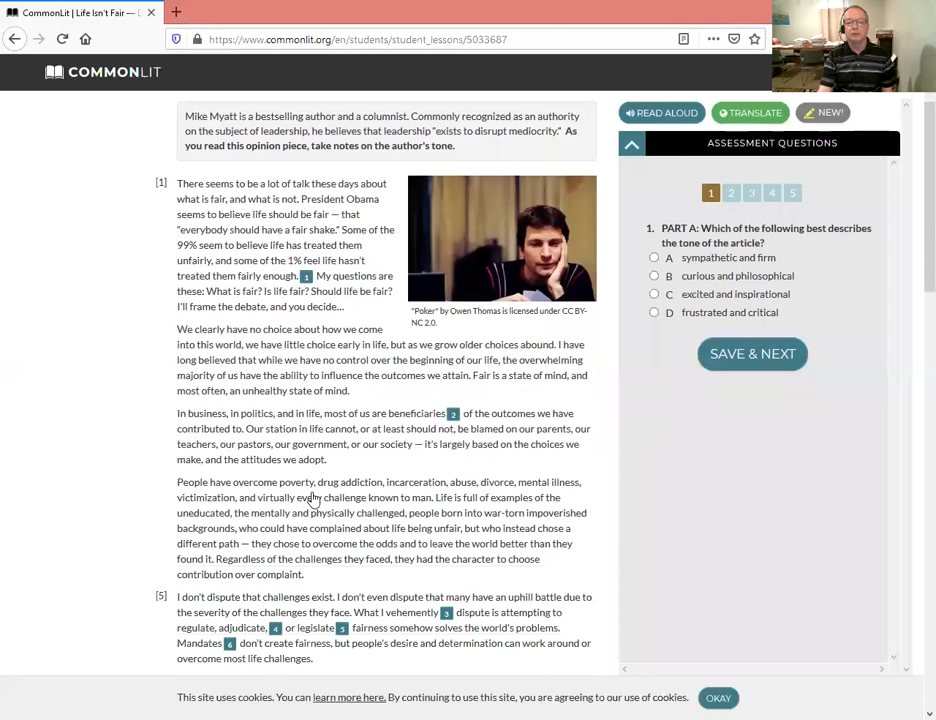 CommonLit | Life Isn't Fair —
https://www.commonlit.org/en/students/student_lessons/5033687
COMMONLIT
Mike Myatt is a bestselling author and a columnist. Commonly recognized as an authority
on the subject of leadership, he believes that leadership "exists to disrupt mediocrity." As
you read this opinion piece, take notes on the author's tone.
[1]
There seems to be a lot of talk these days about
what is fair, and what is not. President Obama
seems to believe life should be fair — that
"everybody should have a fair shake." Some of the
99% seem to believe life has treated them
unfairly, and some of the 1% feel life hasn't
treated them fairly enough. 1 My questions are
these: What is fair? Is life fair? Should life be fair?
I'll frame the debate, and you decide...
"Poker" by Owen Thomas is licensed under CC BY-
NC 2.0.
We clearly have no choice about how we come
into this world, we have little choice early in life, but as we grow older choices abound. I have
long believed that while we have no control over the beginning of our life, the overwhelming
majority of us have the ability to influence the outcomes we attain. Fair is a state of mind, and
most often, an unhealthy state of mind.
In business, in politics, and in life, most of us are beneficiaries 2 of the outcomes we have
contributed to. Our station in life cannot, or at least should not, be blamed on our parents, our
teachers, our pastors, our government, or our society — it's largely based on the choices we
make, and the attitudes we adopt.
People have overcome poverty, drug addiction, incarceration, abuse, divorce, mental illness,
victimization, and virtually every challenge known to man. Life is full of examples of the
uneducated, the mentally and physically challenged, people born into war-torn impoverished
backgrounds, who could have complained about life being unfair, but who instead chose a
different path — they chose to overcome the odds and to leave the world better than they
found it. Regardless of the challenges they faced, they had the character to choose
contribution over complaint.
[5]
I don't dispute that challenges exist. I don't even dispute that many have an uphill battle due to
the severity of the challenges they face. What I vehemently 3 dispute is attempting to
regulate, adjudicate, 4 or legislate 5 fairness somehow solves the world's problems.
Mandates 6 don't create fairness, but people's desire and determination can work around or
overcome most life challenges.
READ ALOUD
TRANSLATE
NEW!
ASSESSMENT QUESTIONS
1 2 3 4 5
1. PART A: Which of the following best describes
the tone of the article?
A sympathetic and firm
B curious and philosophical
C excited and inspirational
D frustrated and critical
SAVE & NEXT
This site uses cookies. You can learn more here. By continuing to use this site, you are agreeing to our use of cookies.
OKAY